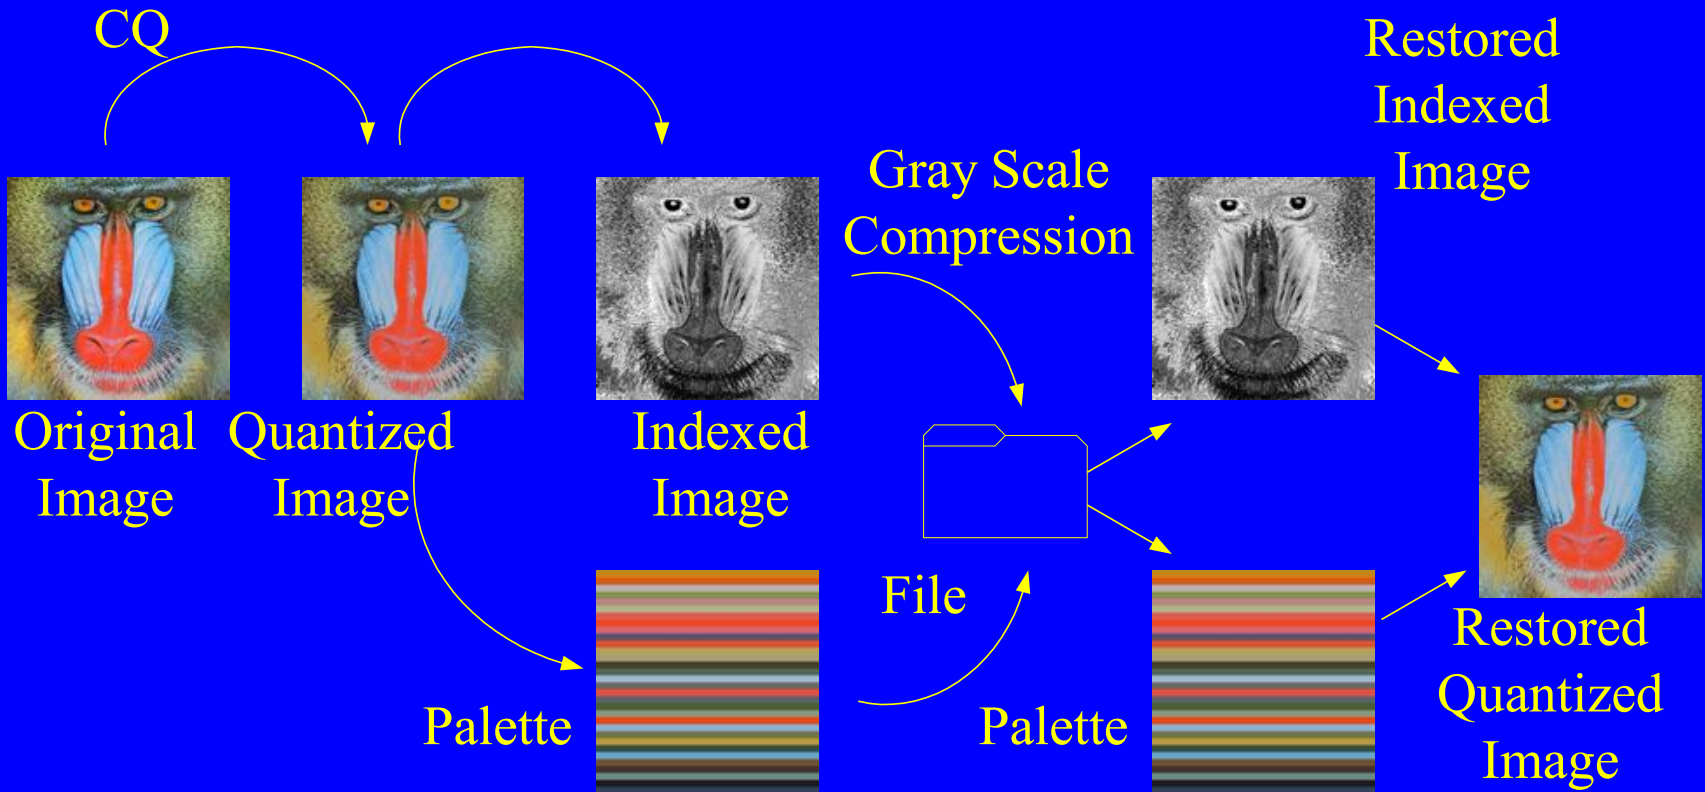 CQ
Restored
Indexed
Image
Gray Scale
Compression
Original
Image
Quantized
Image
Indexed
Image
File
Palette
Palette
Restored
Quantized
Image